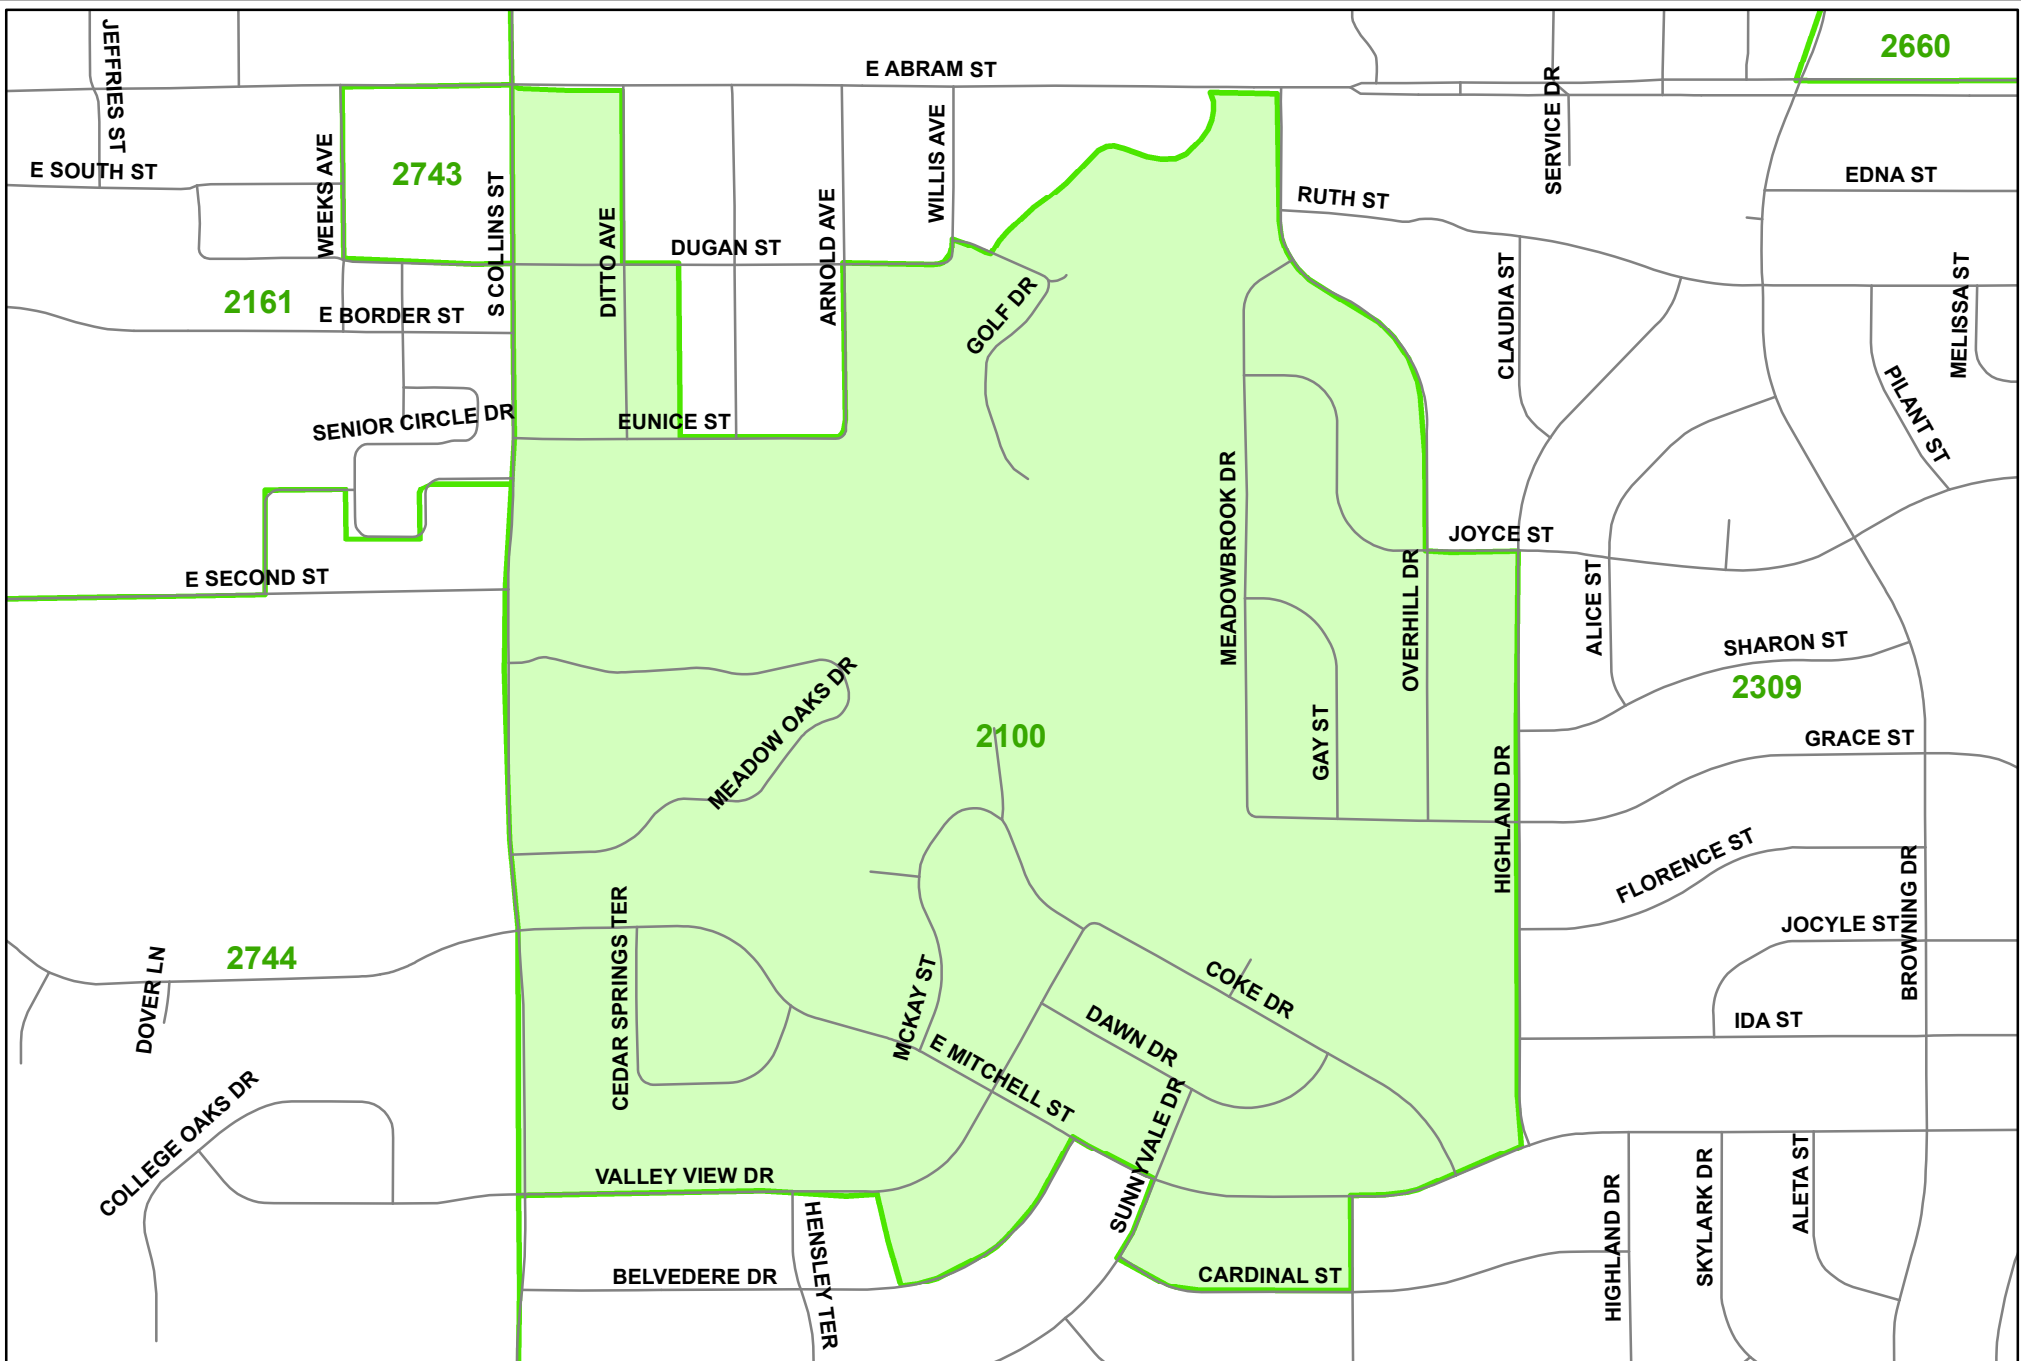 JEFFRIES ST
E ABRAM ST
SERVICE DR
2660
E SOUTH ST
WEEKS AVE
2743
S COLLINS ST
DITTO AVE
DUGAN ST
ARNOLD AVE
WILLIS AVE
RUTH ST
EDNA ST
2161
E BORDER ST
GOLF DR
CLAUDIA ST
MELISSA ST
PILANT ST
SENIOR CIRCLE DR
EUNICE ST
MEADOWBROOK DR
JOYCE ST
E SECOND ST
OVERHILL DR
ALICE ST
SHARON ST
2309
MEADOW OAKS DR
2100
GAY ST
GRACE ST
HIGHLAND DR
FLORENCE ST
BROWNING DR
JOCYLE ST
2744
DOVER LN
CEDAR SPRINGS TER
MCKAY ST
COKE DR
DAWN DR
IDA ST
E MITCHELL ST
COLLEGE OAKS DR
SUNNYVALE DR
VALLEY VIEW DR
HENSLEY TER
BELVEDERE DR
CARDINAL ST
HIGHLAND DR
SKYLARK DR
ALETA ST